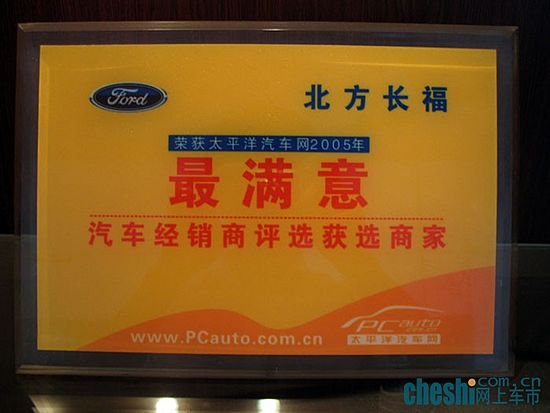 Ford
北方长福
荣获太平洋汽车网2005年
最满意
汽车经销商评选获选商家
www.PCauto.com.cn
PCauto
.com.cn
太平洋汽车网
cheshi.com.cn
网上车市